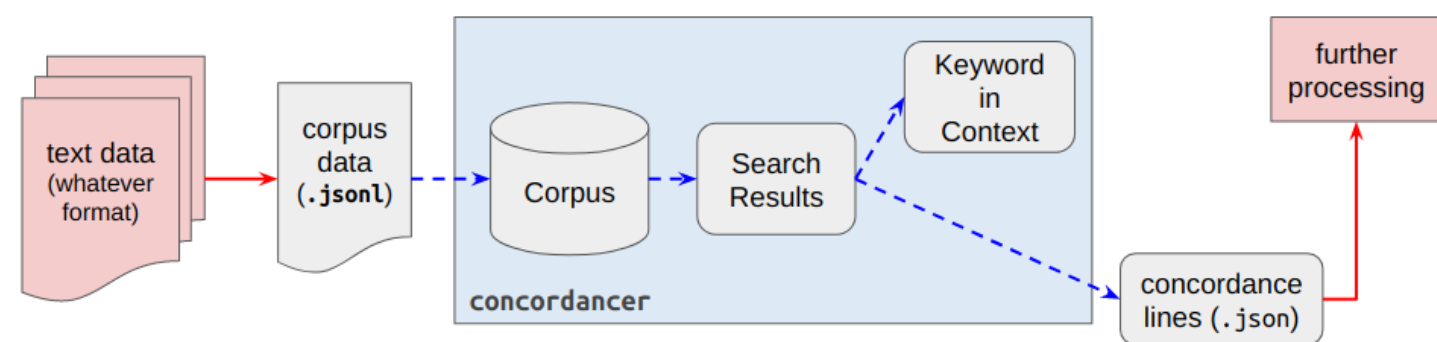 text data
(whatever
format)
corpus
data
(.jsonl)
Corpus
Search
Results
Keyword
in
Context
concordancer
concordance
lines (.json)
further
processing